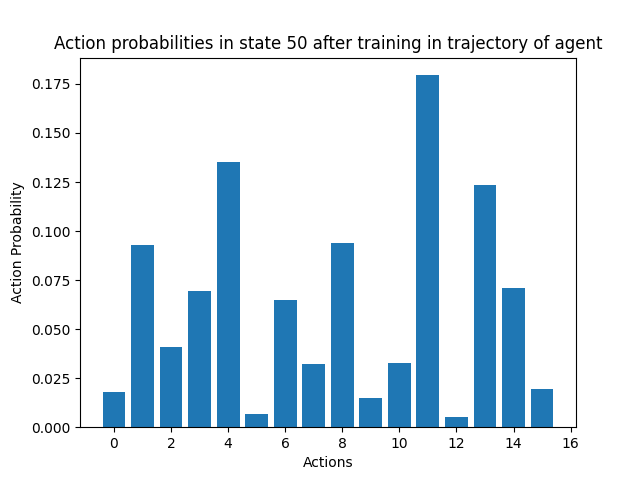 Action probabilities in state 50 after training in trajectory of agent
0.175
0.150
0.125
0.100
0.075
0.050
0.025
0.000
Action Probability
0 2 4 6 8 10 12 14 16
Actions